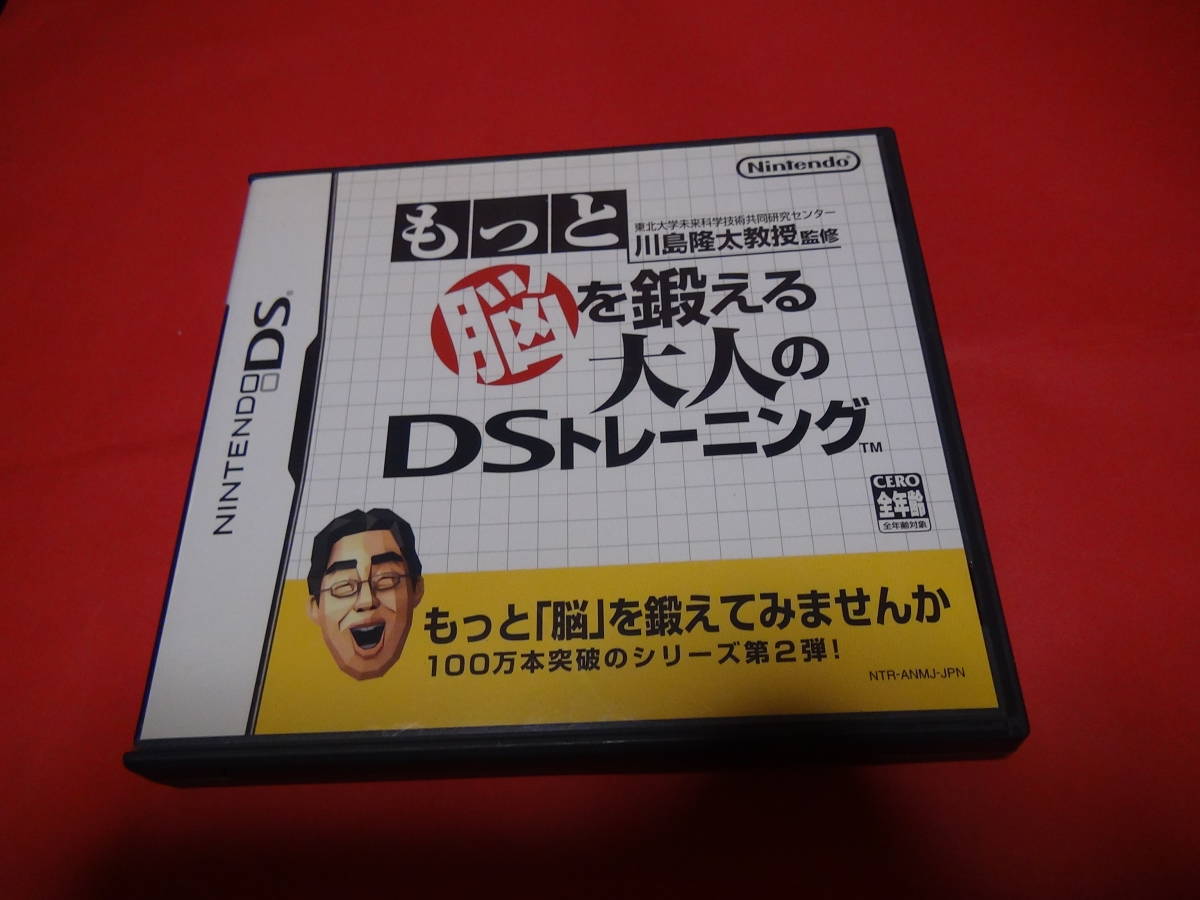 NINTENDO DS
Nintendo
もっと
東北大学未来科学技術共同研究センター
川島隆太教授監修
脳を鍛える
大人の
DSトレーニング™
CERO
全年齢
全年齢対象
もっと「脳」を鍛えてみませんか
100万本突破のシリーズ第2弾!
NTR-ANMJ-JPN